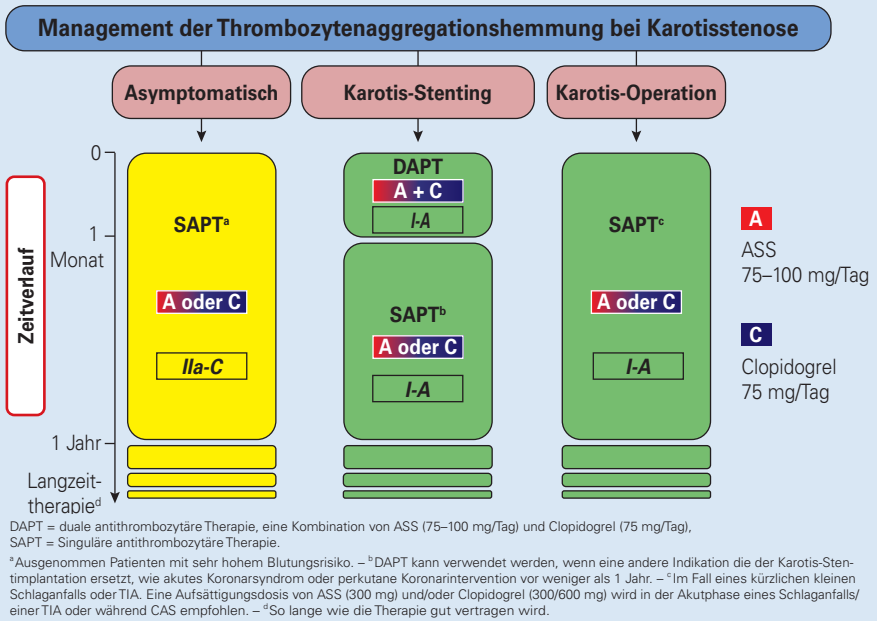 Management der Thrombozytenaggregationshemmung bei Karotisstenose
Asymptomatisch
Karotis-Stenting
Karotis-Operation
Zeitverlauf
0
1
Monat
1 Jahr
Langzeit-
therapieᵈ
SAPTᵃ
A oder C
IIa-C
DAPT
A + C
I-A
SAPTᵇ
A oder C
I-A
SAPTᶜ
A oder C
I-A
A
ASS
75–100 mg/Tag
C
Clopidogrel
75 mg/Tag
DAPT = duale antithrombozytäre Therapie, eine Kombination von ASS (75–100 mg/Tag) und Clopidogrel (75 mg/Tag),
SAPT = Singuläre antithrombozytäre Therapie.
ᵃAusgenommen Patienten mit sehr hohem Blutungsrisiko. – ᵇDAPT kann verwendet werden, wenn eine andere Indikation die der Karotis-Sten-
timplantation ersetzt, wie akutes Koronarsyndrom oder perkutane Koronarintervention vor weniger als 1 Jahr. – ᶜIm Fall eines kürzlichen kleinen
Schlaganfalls oder TIA. Eine Aufsättigungsdosis von ASS (300 mg) und/oder Clopidogrel (300/600 mg) wird in der Akutphase eines Schlaganfalls/
einer TIA oder während CAS empfohlen. – ᵈSo lange wie die Therapie gut vertragen wird.